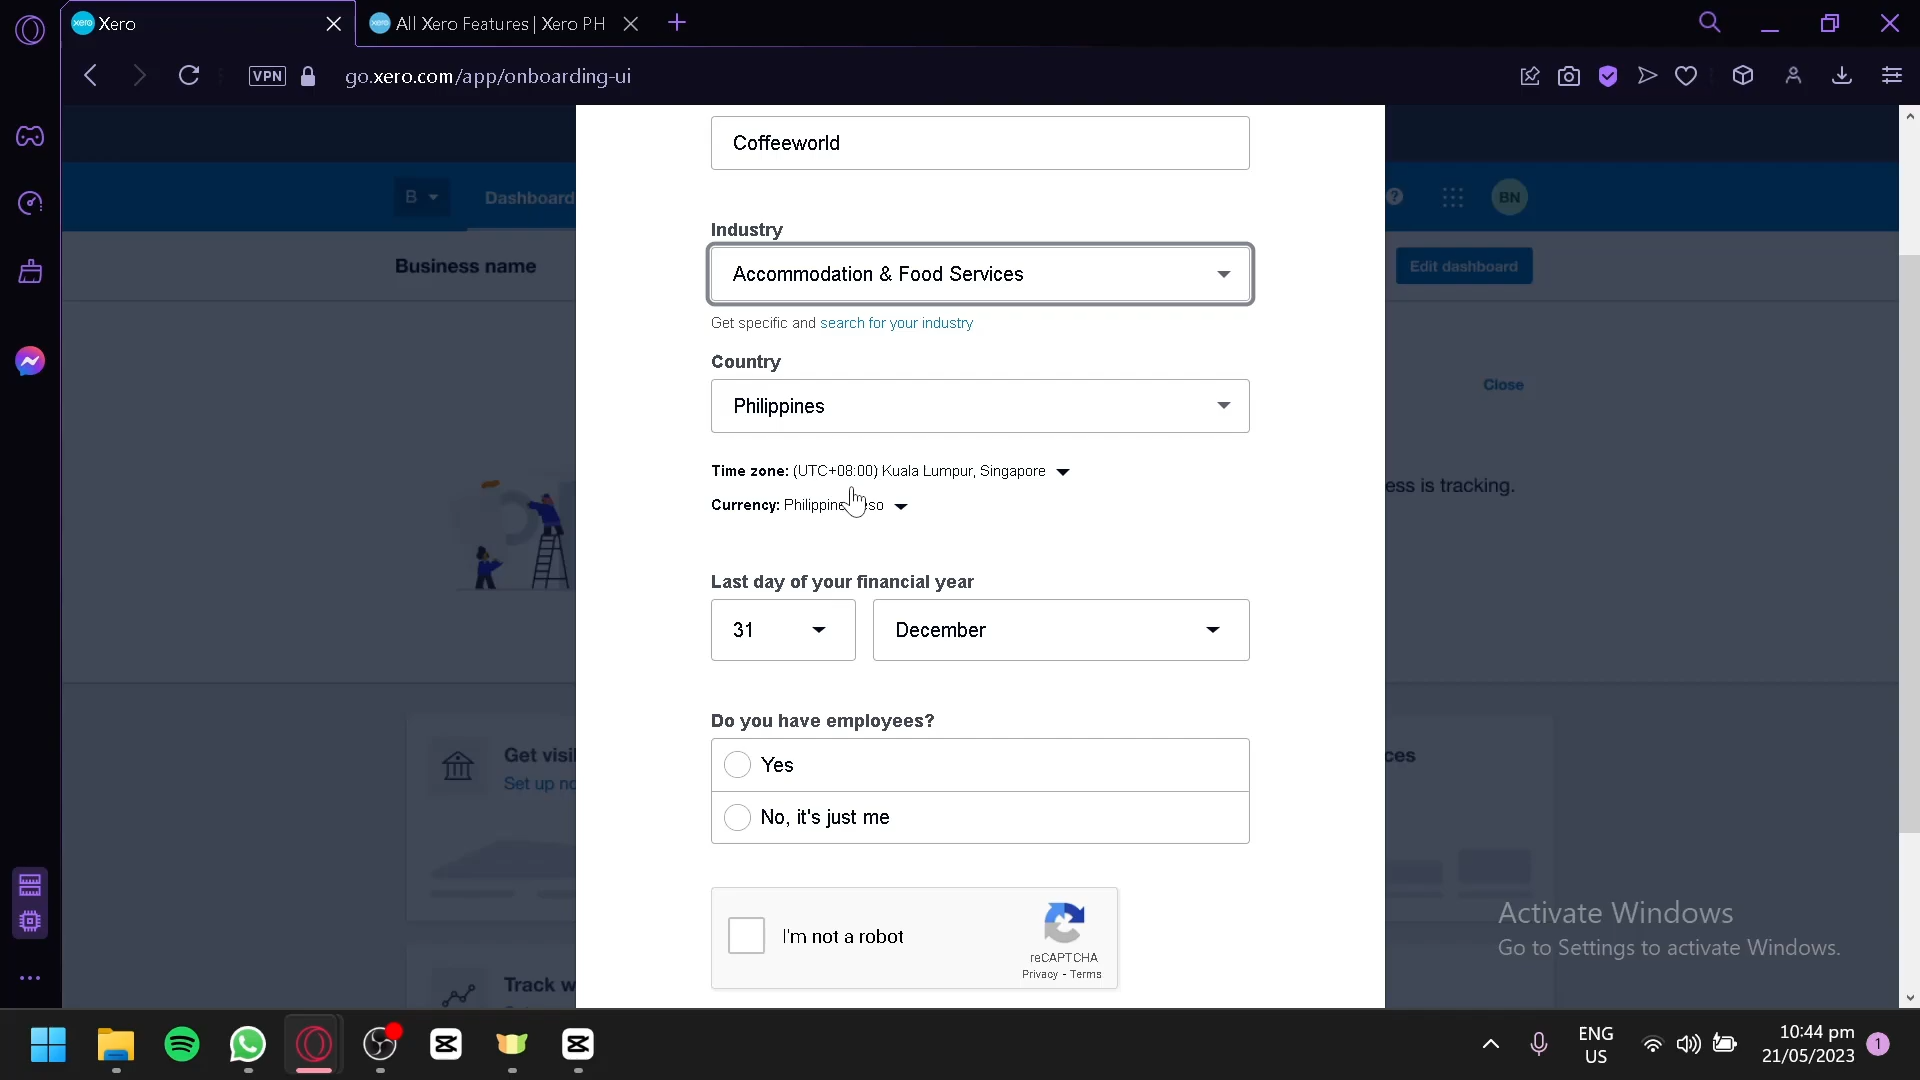 Xero
All Xero Features | Xero PH
VPN
go.xero.com/app/onboarding-ui
Coffeeworld
B
Dashboard
BN
Industry
Business name
Edit dashboard
Accommodation & Food Services
Get specific and search for your industry
Country
Close
Philippines
Time zone: (UTC+08:00) Kuala Lumpur, Singapore
ess is tracking.
Currency: Philippine
so
Last day of your financial year
31
December
Do you have employees?
Get visi
Yes
ces
Set up no
No, it's just me
I'm not a robot
reCAPTCHA
Privacy - Terms
Activate Windows
Go to Settings to activate Windows.
Track w
ENG
US
10:44 pm
21/05/2023
1